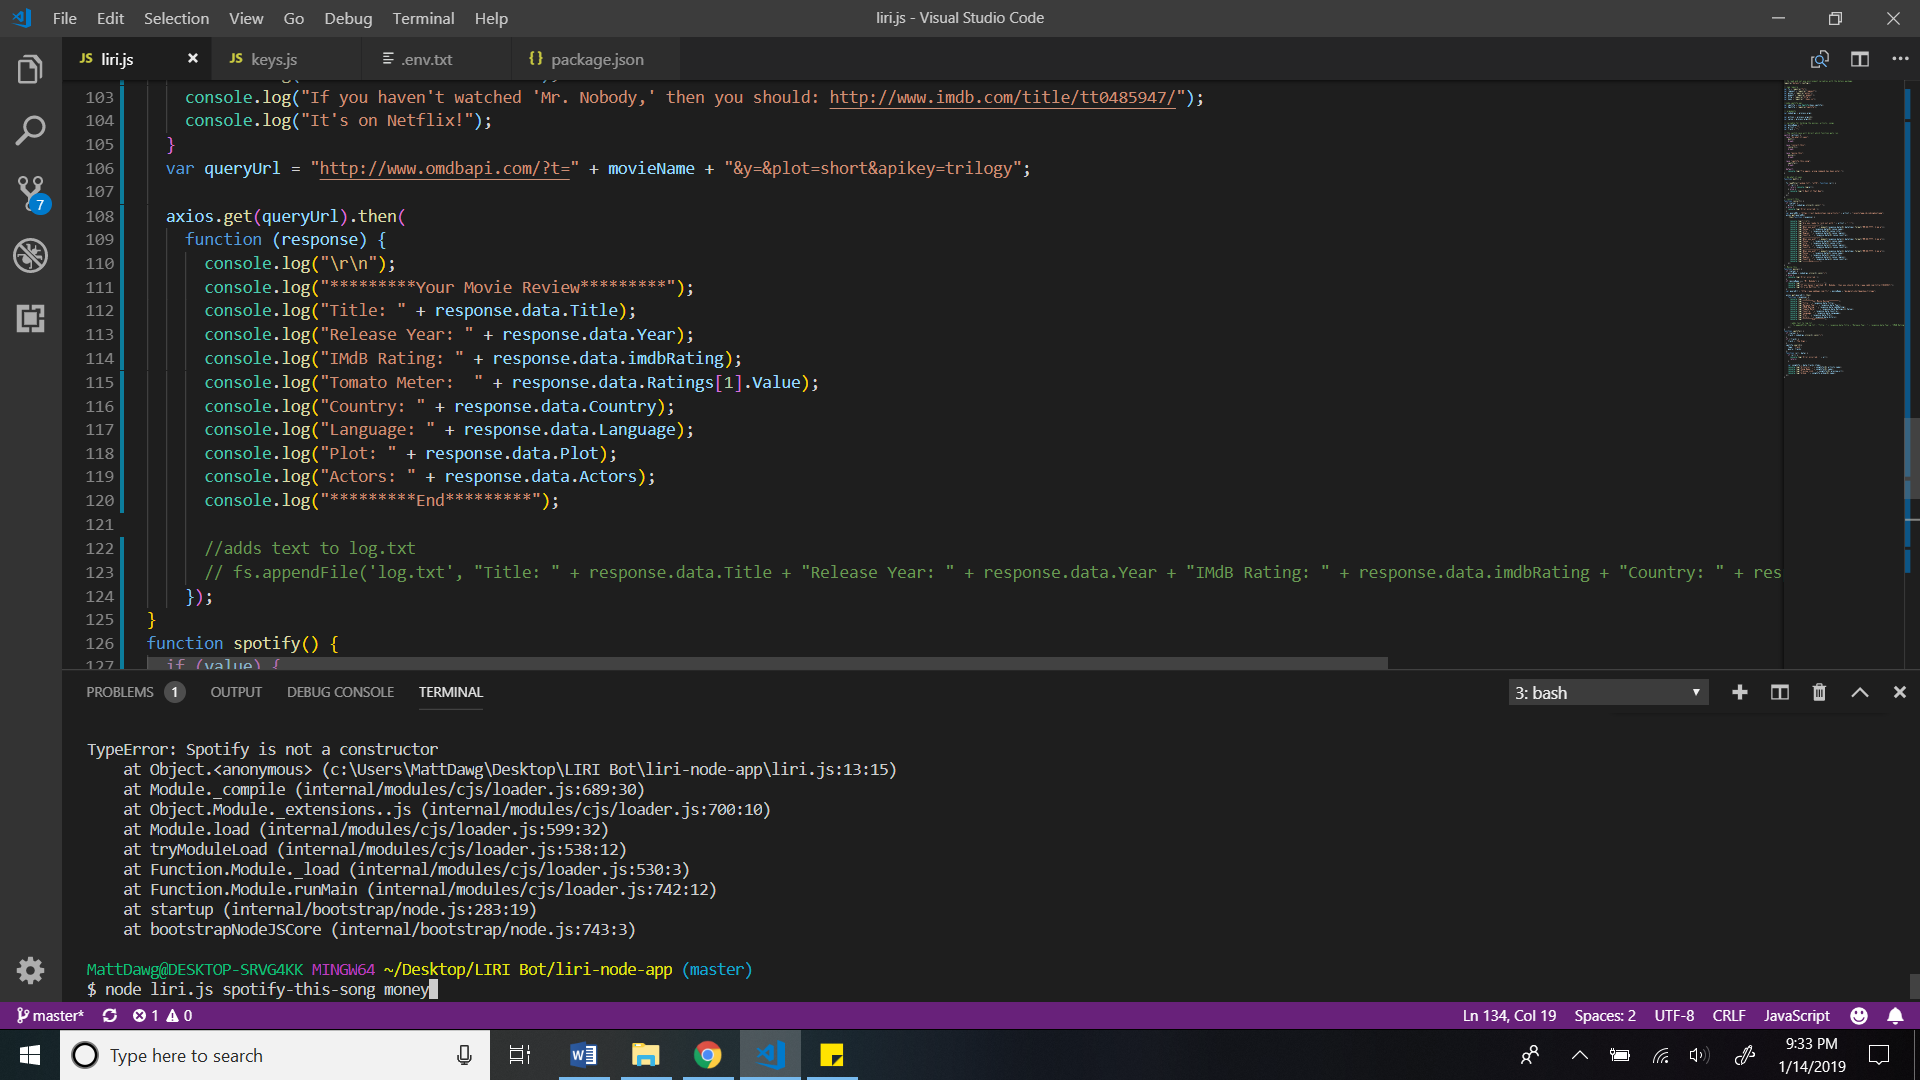 File Edit Selection View Go Debug Terminal Help
liri.js - Visual Studio Code
JS liri.js
JS keys.js
.env.txt
{} package.json
103 console.log("If you haven't watched 'Mr. Nobody,' then you should: http://www.imdb.com/title/tt0485947/");
104 console.log("It's on Netflix!");
105 }
106 var queryUrl = "http://www.omdbapi.com/?t=" + movieName + "&y=&plot=short&apikey=trilogy";
107
108 axios.get(queryUrl).then(
109 function (response) {
110 console.log("\r\n");
111 console.log("*********Your Movie Review*********");
112 console.log("Title: " + response.data.Title);
113 console.log("Release Year: " + response.data.Year);
114 console.log("IMdB Rating: " + response.data.imdbRating);
115 console.log("Tomato Meter:  " + response.data.Ratings[1].Value);
116 console.log("Country: " + response.data.Country);
117 console.log("Language: " + response.data.Language);
118 console.log("Plot: " + response.data.Plot);
119 console.log("Actors: " + response.data.Actors);
120 console.log("*********End*********");
121
122 //adds text to log.txt
123 // fs.appendFile('log.txt', "Title: " + response.data.Title + "Release Year: " + response.data.Year + "IMdB Rating: " + response.data.imdbRating + "Country: " + res
124 });
125 }
126 function spotify() {
127 if (value) {
7
PROBLEMS 1 OUTPUT DEBUG CONSOLE TERMINAL
3: bash
TypeError: Spotify is not a constructor
at Object.<anonymous> (c:\Users\MattDawg\Desktop\LIRI Bot\liri-node-app\liri.js:13:15)
at Module._compile (internal/modules/cjs/loader.js:689:30)
at Object.Module._extensions..js (internal/modules/cjs/loader.js:700:10)
at Module.load (internal/modules/cjs/loader.js:599:32)
at tryModuleLoad (internal/modules/cjs/loader.js:538:12)
at Function.Module._load (internal/modules/cjs/loader.js:530:3)
at Function.Module.runMain (internal/modules/cjs/loader.js:742:12)
at startup (internal/bootstrap/node.js:283:19)
at bootstrapNodeJSCore (internal/bootstrap/node.js:743:3)
MattDawg@DESKTOP-SRVG4KK MINGW64 ~/Desktop/LIRI Bot/liri-node-app (master)
$ node liri.js spotify-this-song money
master* 1 0
Ln 134, Col 19 Spaces: 2 UTF-8 CRLF JavaScript
Type here to search
9:33 PM
1/14/2019